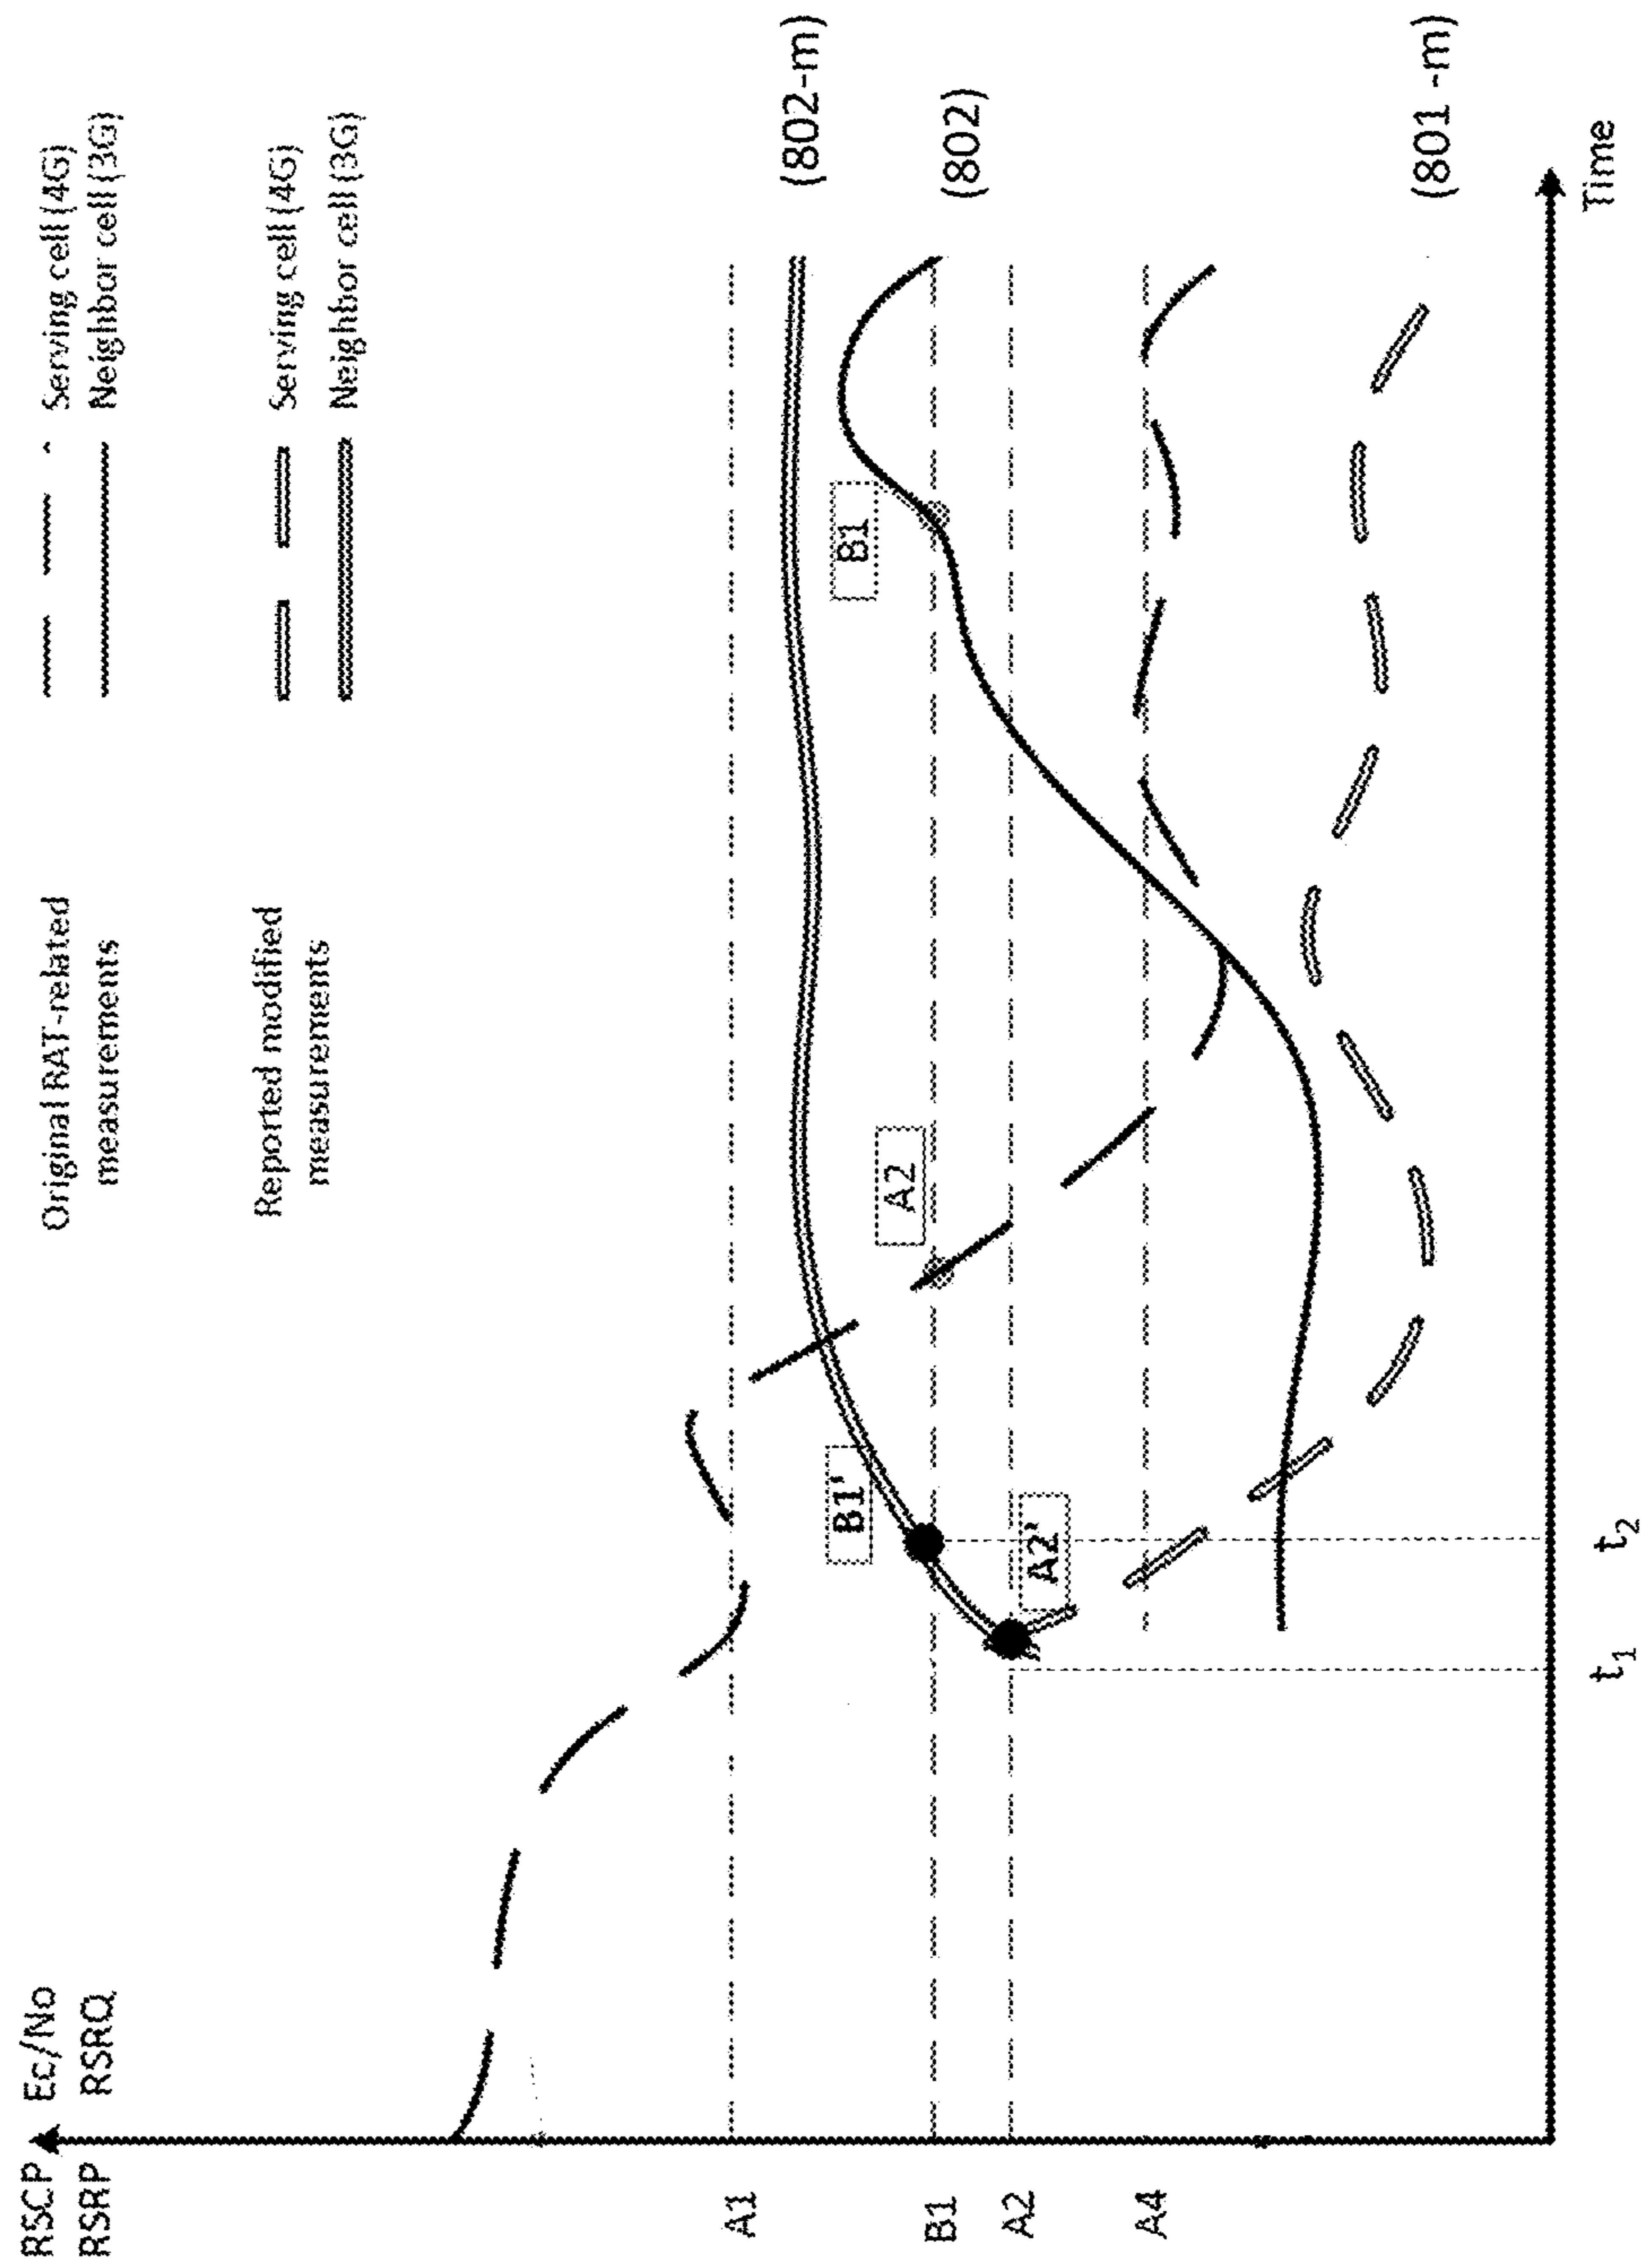 RSCP Ec/No
RSRP RSRQ
Original RAT-related
measurements
Serving cell (4G)
Neighbor cell (3G)
Reported modified
measurements
Serving cell (4G)
Neighbor cell (3G)
A1
B1
A2
A4
B1'
A2'
A2
B1
(802-m)
(802)
(801 -m)
t1
t2
Time